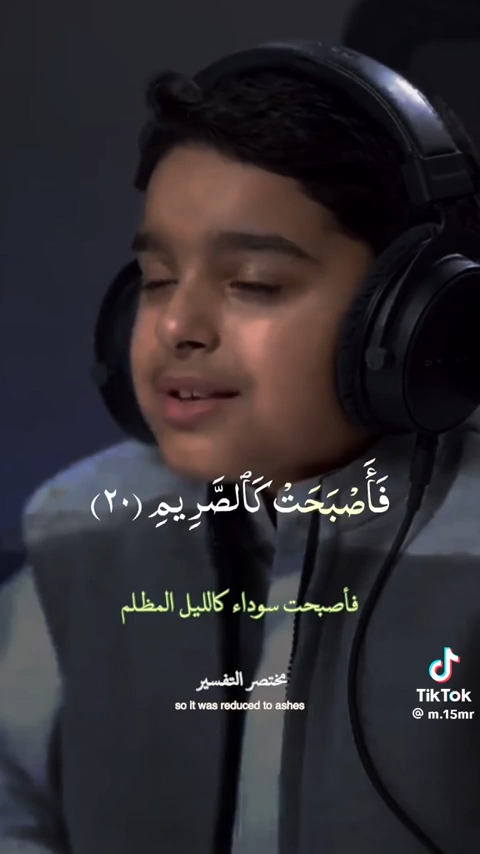 فَأَصْبَحَتْ كَٱلصَّرِيمِ (٢٠)
فأصبحت سوداء كالليل المظلم
مختصر التفسير
so it was reduced to ashes
TikTok
@ m.15mr